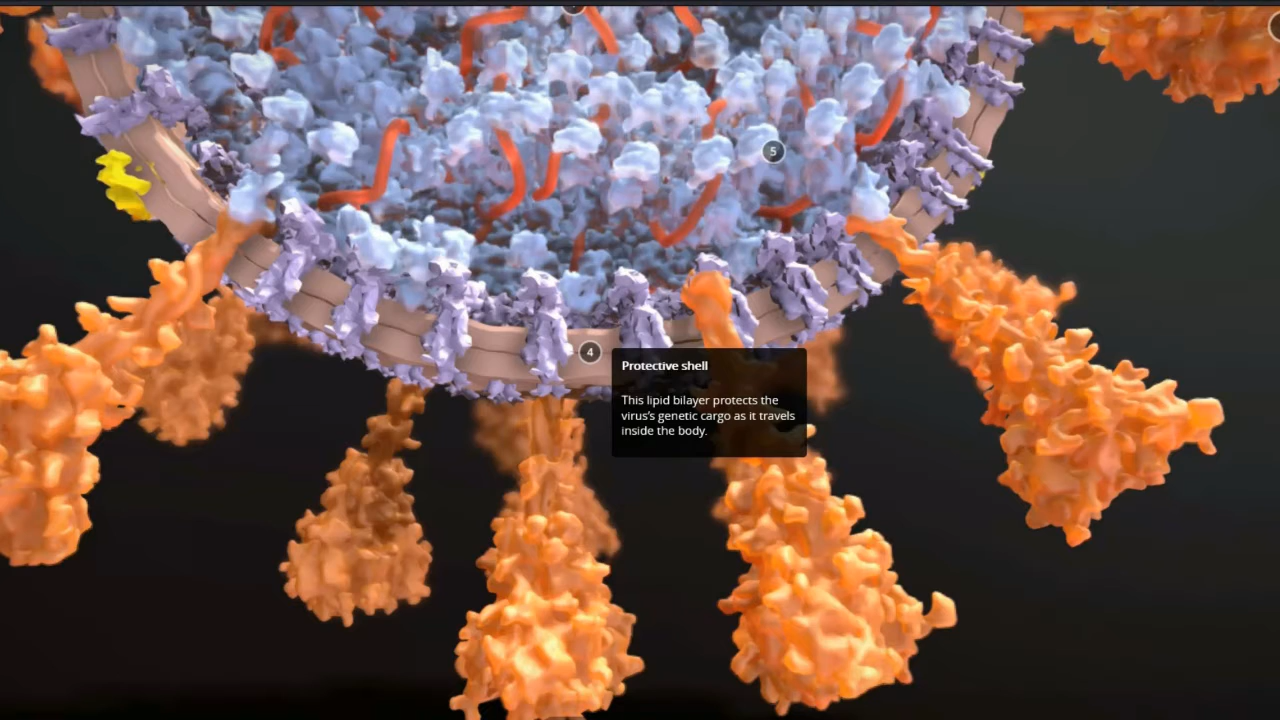 5
4
Protective shell
This lipid bilayer protects the
virus's genetic cargo as it travels
inside the body.